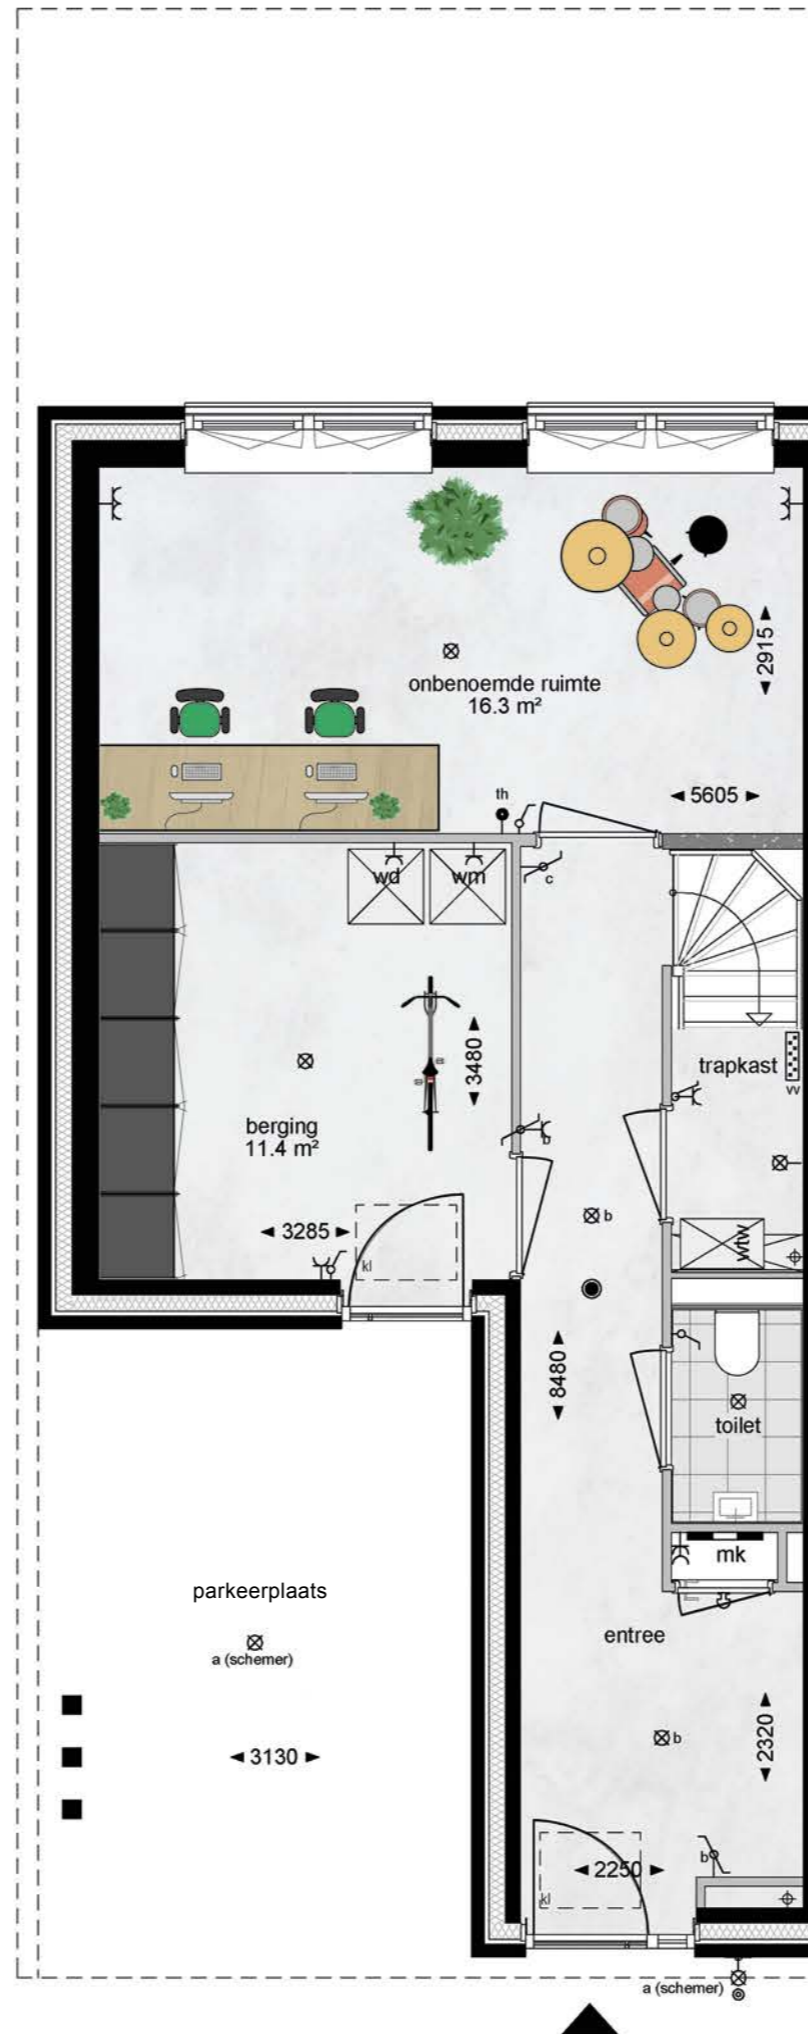 2915
onbenoemde ruimte
16.3 m²
5605
th
c
wd
wm
3480
trapkast
vv
berging
11.4 m²
b
3285
kl
b
wtw
8480
toilet
mk
parkeerplaats
entree
a (schemer)
b
2320
3130
b
2250
kl
a (schemer)